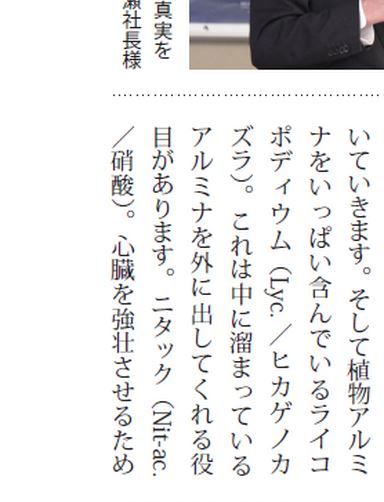 真実を
瀬社長様
いていきます。そして植物アルミ
ナをいっぱい含んでいるライコ
ポディウム（Lyc.／ヒカゲノカ
ズラ）。これは中に溜まっている
アルミナを外に出してくれる役
目があります。ニタック（Nit-ac.
／硝酸）。心臓を強壮させるため